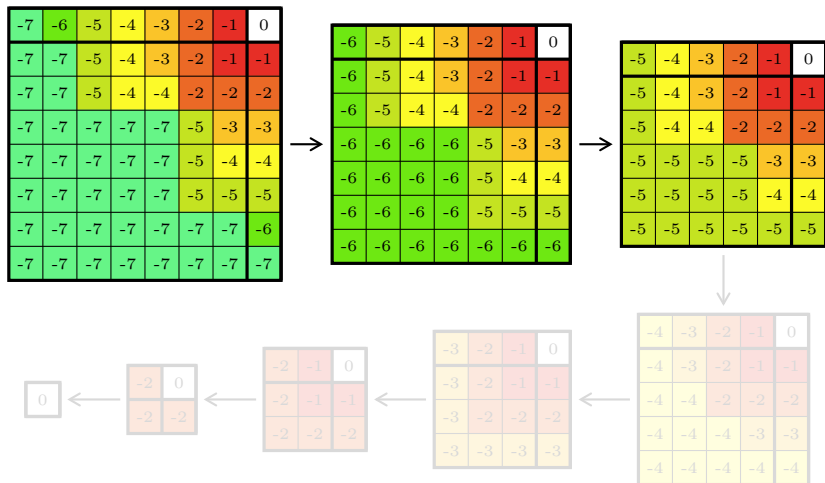 -7 -6 -5 -4 -3 -2 -1 0
-7 -7 -5 -4 -3 -2 -1 -1
-7 -7 -5 -4 -4 -2 -2 -2
-7 -7 -7 -7 -7 -5 -3 -3
-7 -7 -7 -7 -7 -5 -4 -4
-7 -7 -7 -7 -7 -5 -5 -5
-7 -7 -7 -7 -7 -7 -7 -6
-7 -7 -7 -7 -7 -7 -7 -7
-6 -5 -4 -3 -2 -1 0
-6 -5 -4 -3 -2 -1 -1
-6 -5 -4 -4 -2 -2 -2
-6 -6 -6 -6 -5 -3 -3
-6 -6 -6 -6 -5 -4 -4
-6 -6 -6 -6 -5 -5 -5
-6 -6 -6 -6 -6 -6 -6
-5 -4 -3 -2 -1 0
-5 -4 -3 -2 -1 -1
-5 -4 -4 -2 -2 -2
-5 -5 -5 -5 -3 -3
-5 -5 -5 -5 -4 -4
-5 -5 -5 -5 -5 -5
-4 -3 -2 -1 0
-4 -3 -2 -1 -1
-4 -4 -2 -2 -2
-4 -4 -4 -3 -3
-4 -4 -4 -4 -4
-3 -2 -1 0
-3 -2 -1 -1
-3 -2 -2 -2
-3 -3 -3 -3
-2 -1 0
-2 -1 -1
-2 -2 -2
-2 0
-2 -2
0